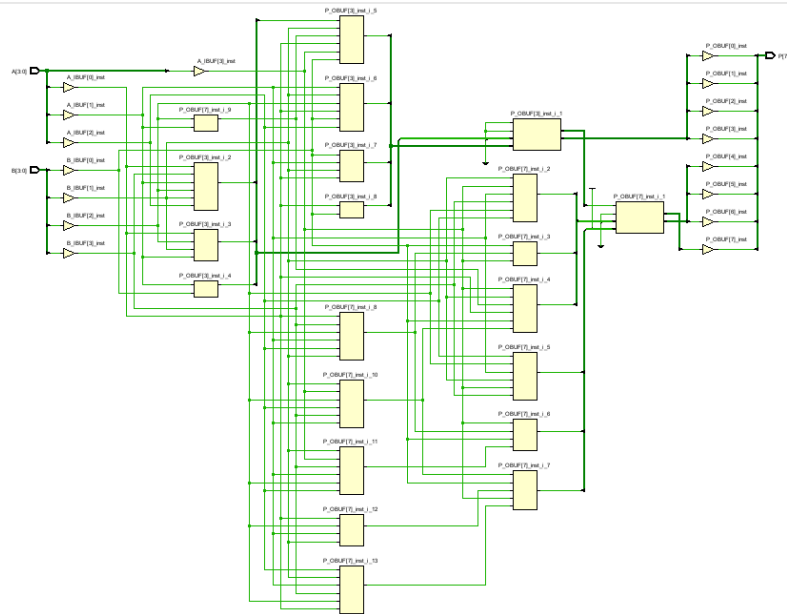 P_OBUF[3]_inst_i_5
A[3:0]
A_IBUF[3]_inst
A_IBUF[0]_inst
A_IBUF[1]_inst
A_IBUF[2]_inst
B_IBUF[0]_inst
B[3:0]
B_IBUF[1]_inst
B_IBUF[2]_inst
B_IBUF[3]_inst
P_OBUF[7]_inst_i_9
P_OBUF[3]_inst_i_2
P_OBUF[3]_inst_i_3
P_OBUF[3]_inst_i_4
P_OBUF[3]_inst_i_6
P_OBUF[3]_inst_i_7
P_OBUF[3]_inst_i_8
P_OBUF[7]_inst_i_8
P_OBUF[7]_inst_i_10
P_OBUF[7]_inst_i_11
P_OBUF[7]_inst_i_12
P_OBUF[7]_inst_i_13
P_OBUF[3]_inst_i_1
P_OBUF[7]_inst_i_2
P_OBUF[7]_inst_i_3
P_OBUF[7]_inst_i_4
P_OBUF[7]_inst_i_5
P_OBUF[7]_inst_i_6
P_OBUF[7]_inst_i_7
P_OBUF[7]_inst_i_1
P_OBUF[0]_inst
P_OBUF[1]_inst
P_OBUF[2]_inst
P_OBUF[3]_inst
P_OBUF[4]_inst
P_OBUF[5]_inst
P_OBUF[6]_inst
P_OBUF[7]_inst
P[7